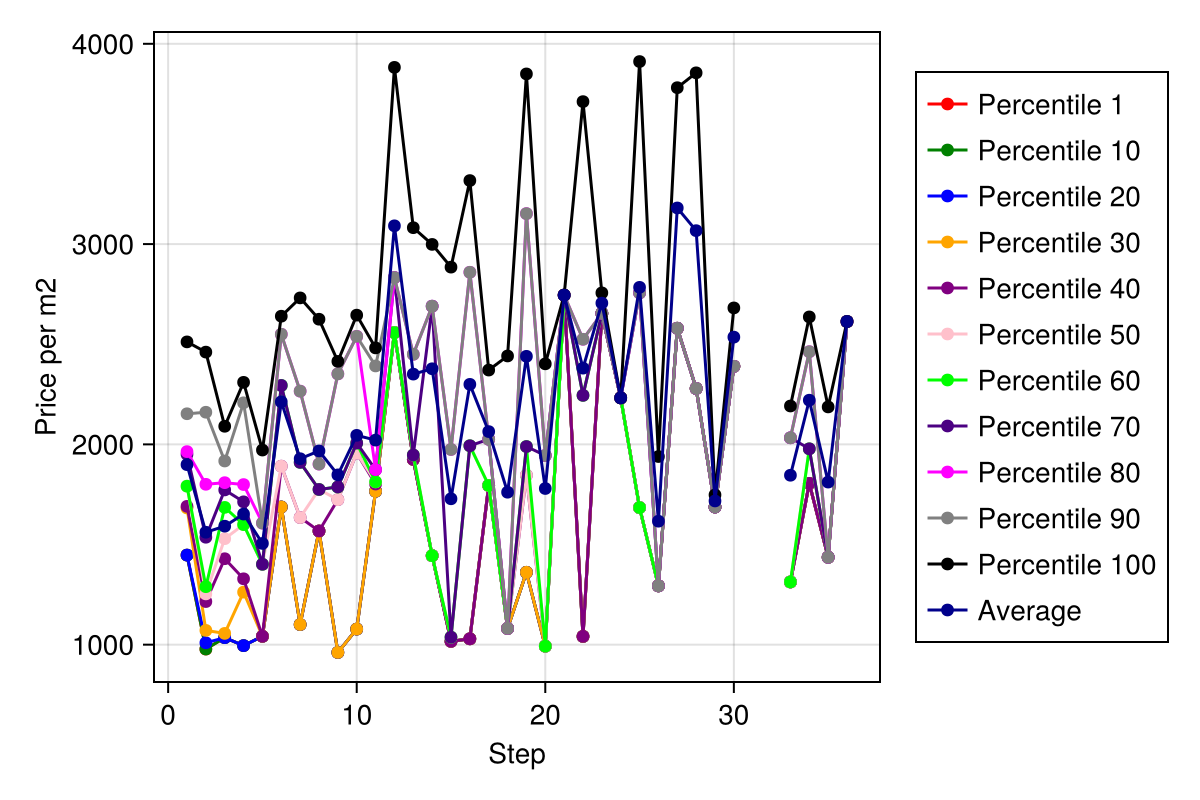 4000
3000
2000
1000
Price per m2
0 10 20 30
Step
Percentile 1
Percentile 10
Percentile 20
Percentile 30
Percentile 40
Percentile 50
Percentile 60
Percentile 70
Percentile 80
Percentile 90
Percentile 100
Average